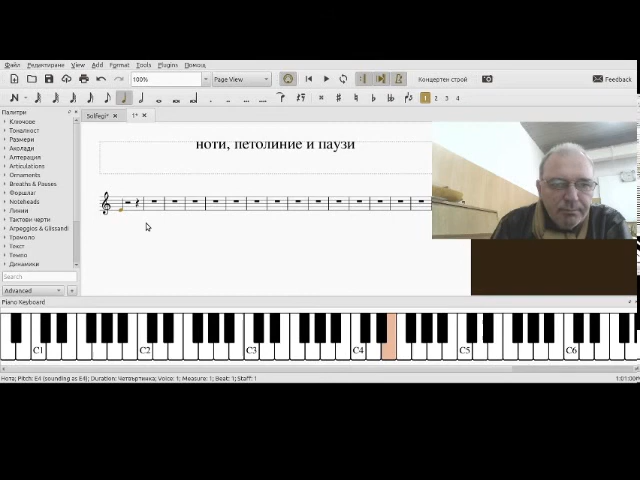 Файл Редактиране View Add Format Tools Plugins Помощ
100% Page View Концертен строй Feedback
N 1 2 3 4
Палитри Solfegi* 1*
Ключове
Тоналност
Размери
Аколади
Алтерация
Articulations
Ornaments
Breaths & Pauses
Форшлаг
Noteheads
Линии
Тактови черти
Arpeggios & Glissandi
Тремоло
Текст
Темпо
Динамики
ноти, петолиние и паузи
Search
Advanced +
Piano Keyboard
C1 C2 C3 C4 C5 C6
Нота; Pitch: E4 (sounding as E4); Duration: Четвъртинка; Voice: 1; Measure: 1; Beat: 1; Staff: 1